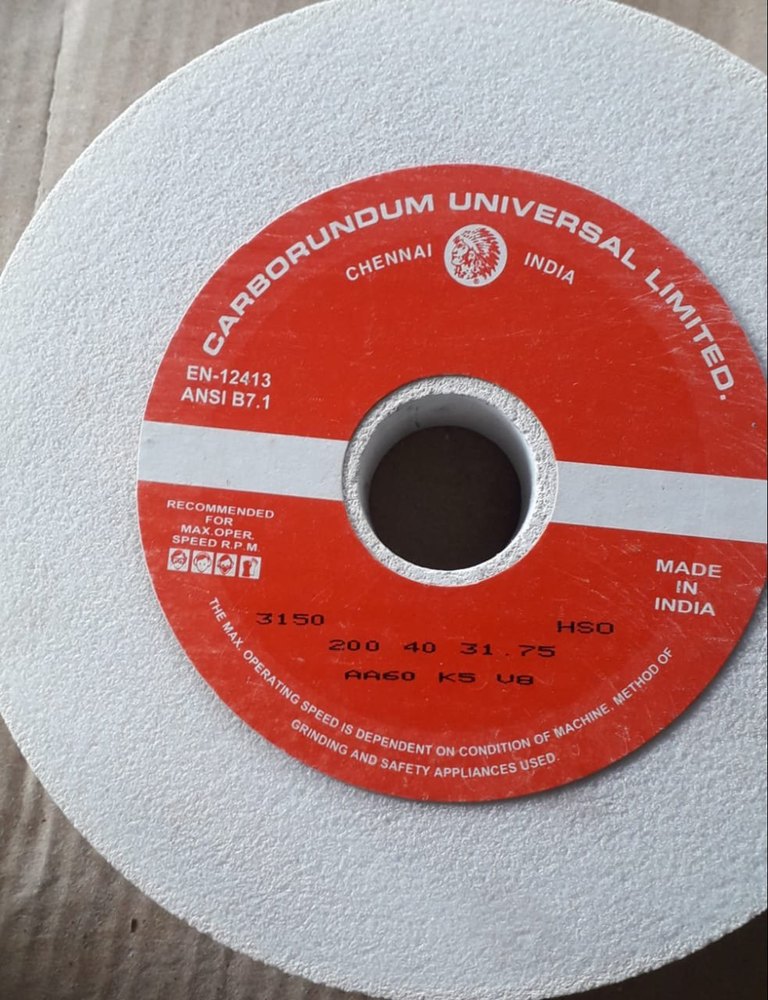 CARBORUNDUM UNIVERSAL LIMITED.
CHENNAI INDIA
EN-12413
ANSI B7.1
RECOMMENDED
FOR
MAX.OPER.
SPEED R.P.M.
MADE
IN
INDIA
3150 HSO
200 40 31.75
AA60 K5 V8
THE MAX. OPERATING SPEED IS DEPENDENT ON CONDITION OF MACHINE, METHOD OF
GRINDING AND SAFETY APPLIANCES USED.